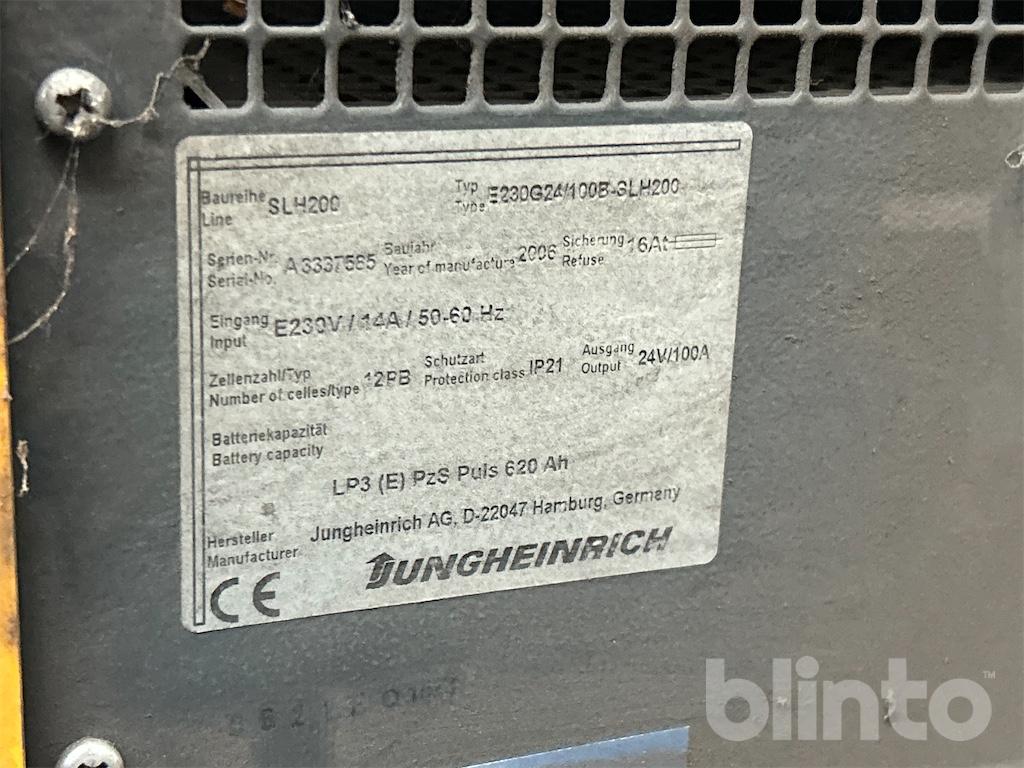 Baureihe SLH200 Typ E230G24/100B-SLH200
Line Type
Serien-Nr. A3337585 Baujahr 2006 Sicherung 16At
Serial-No. Year of manufacture Refuse
Eingang E230V / 14A / 50-60 Hz
Input
Zellenzahl/Typ 12PB Schutzart IP21 Ausgang 24V/100A
Number of celles/type Protection class Output
Batteriekapazität
Battery capacity
LP3 (E) PzS Puls 620 Ah
Hersteller Jungheinrich AG, D-22047 Hamburg, Germany
Manufacturer
CE JUNGHEINRICH
blinto™